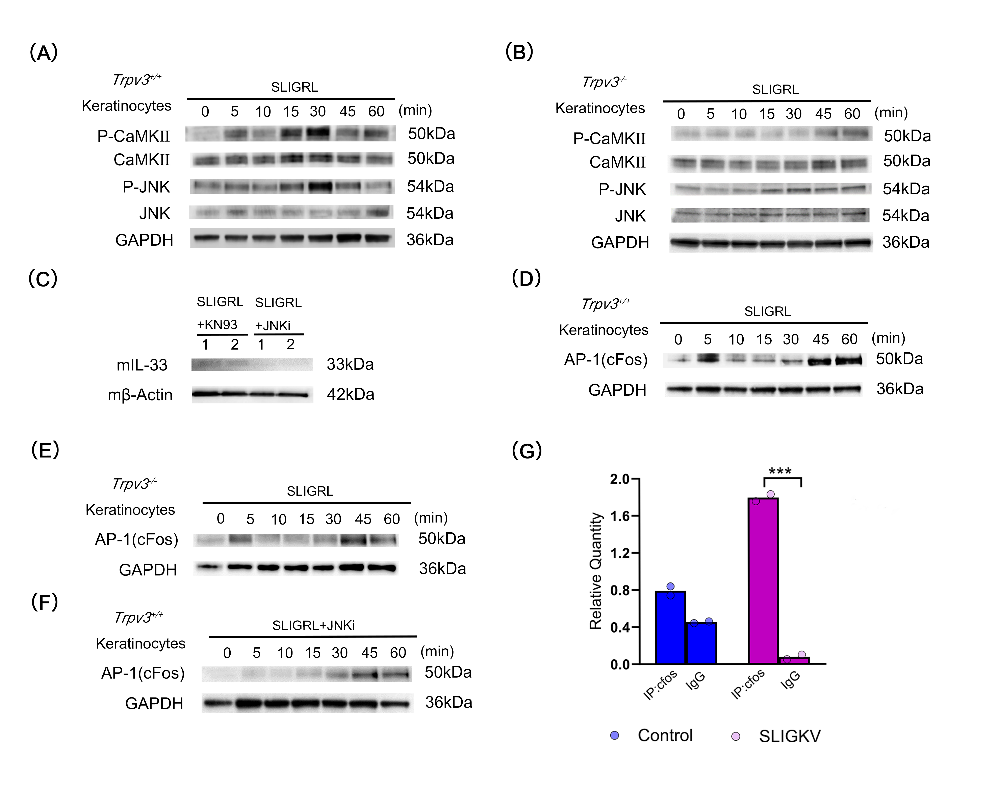 (A)
Trpv3+/+
SLIGRL
Keratinocytes
0 5 10 15 30 45 60 (min)
P-CaMKII 50kDa
CaMKII 50kDa
P-JNK 54kDa
JNK 54kDa
GAPDH 36kDa
(B)
Trpv3-/-
SLIGRL
Keratinocytes
0 5 10 15 30 45 60 (min)
P-CaMKII 50kDa
CaMKII 50kDa
P-JNK 54kDa
JNK 54kDa
GAPDH 36kDa
(C)
SLIGRL SLIGRL
+KN93 +JNKi
1 2 1 2
mIL-33 33kDa
mβ-Actin 42kDa
(D)
Trpv3+/+
SLIGRL
Keratinocytes
0 5 10 15 30 45 60 (min)
AP-1(cFos) 50kDa
GAPDH 36kDa
(E)
Trpv3-/-
SLIGRL
Keratinocytes
0 5 10 15 30 45 60 (min)
AP-1(cFos) 50kDa
GAPDH 36kDa
(F)
Trpv3+/+
SLIGRL+JNKi
Keratinocytes
0 5 10 15 30 45 60 (min)
AP-1(cFos) 50kDa
GAPDH 36kDa
(G)
***
Relative Quantity
2.0
1.6
1.2
0.8
0.4
0.0
IP:cfos IgG IP:cfos IgG
Control SLIGKV